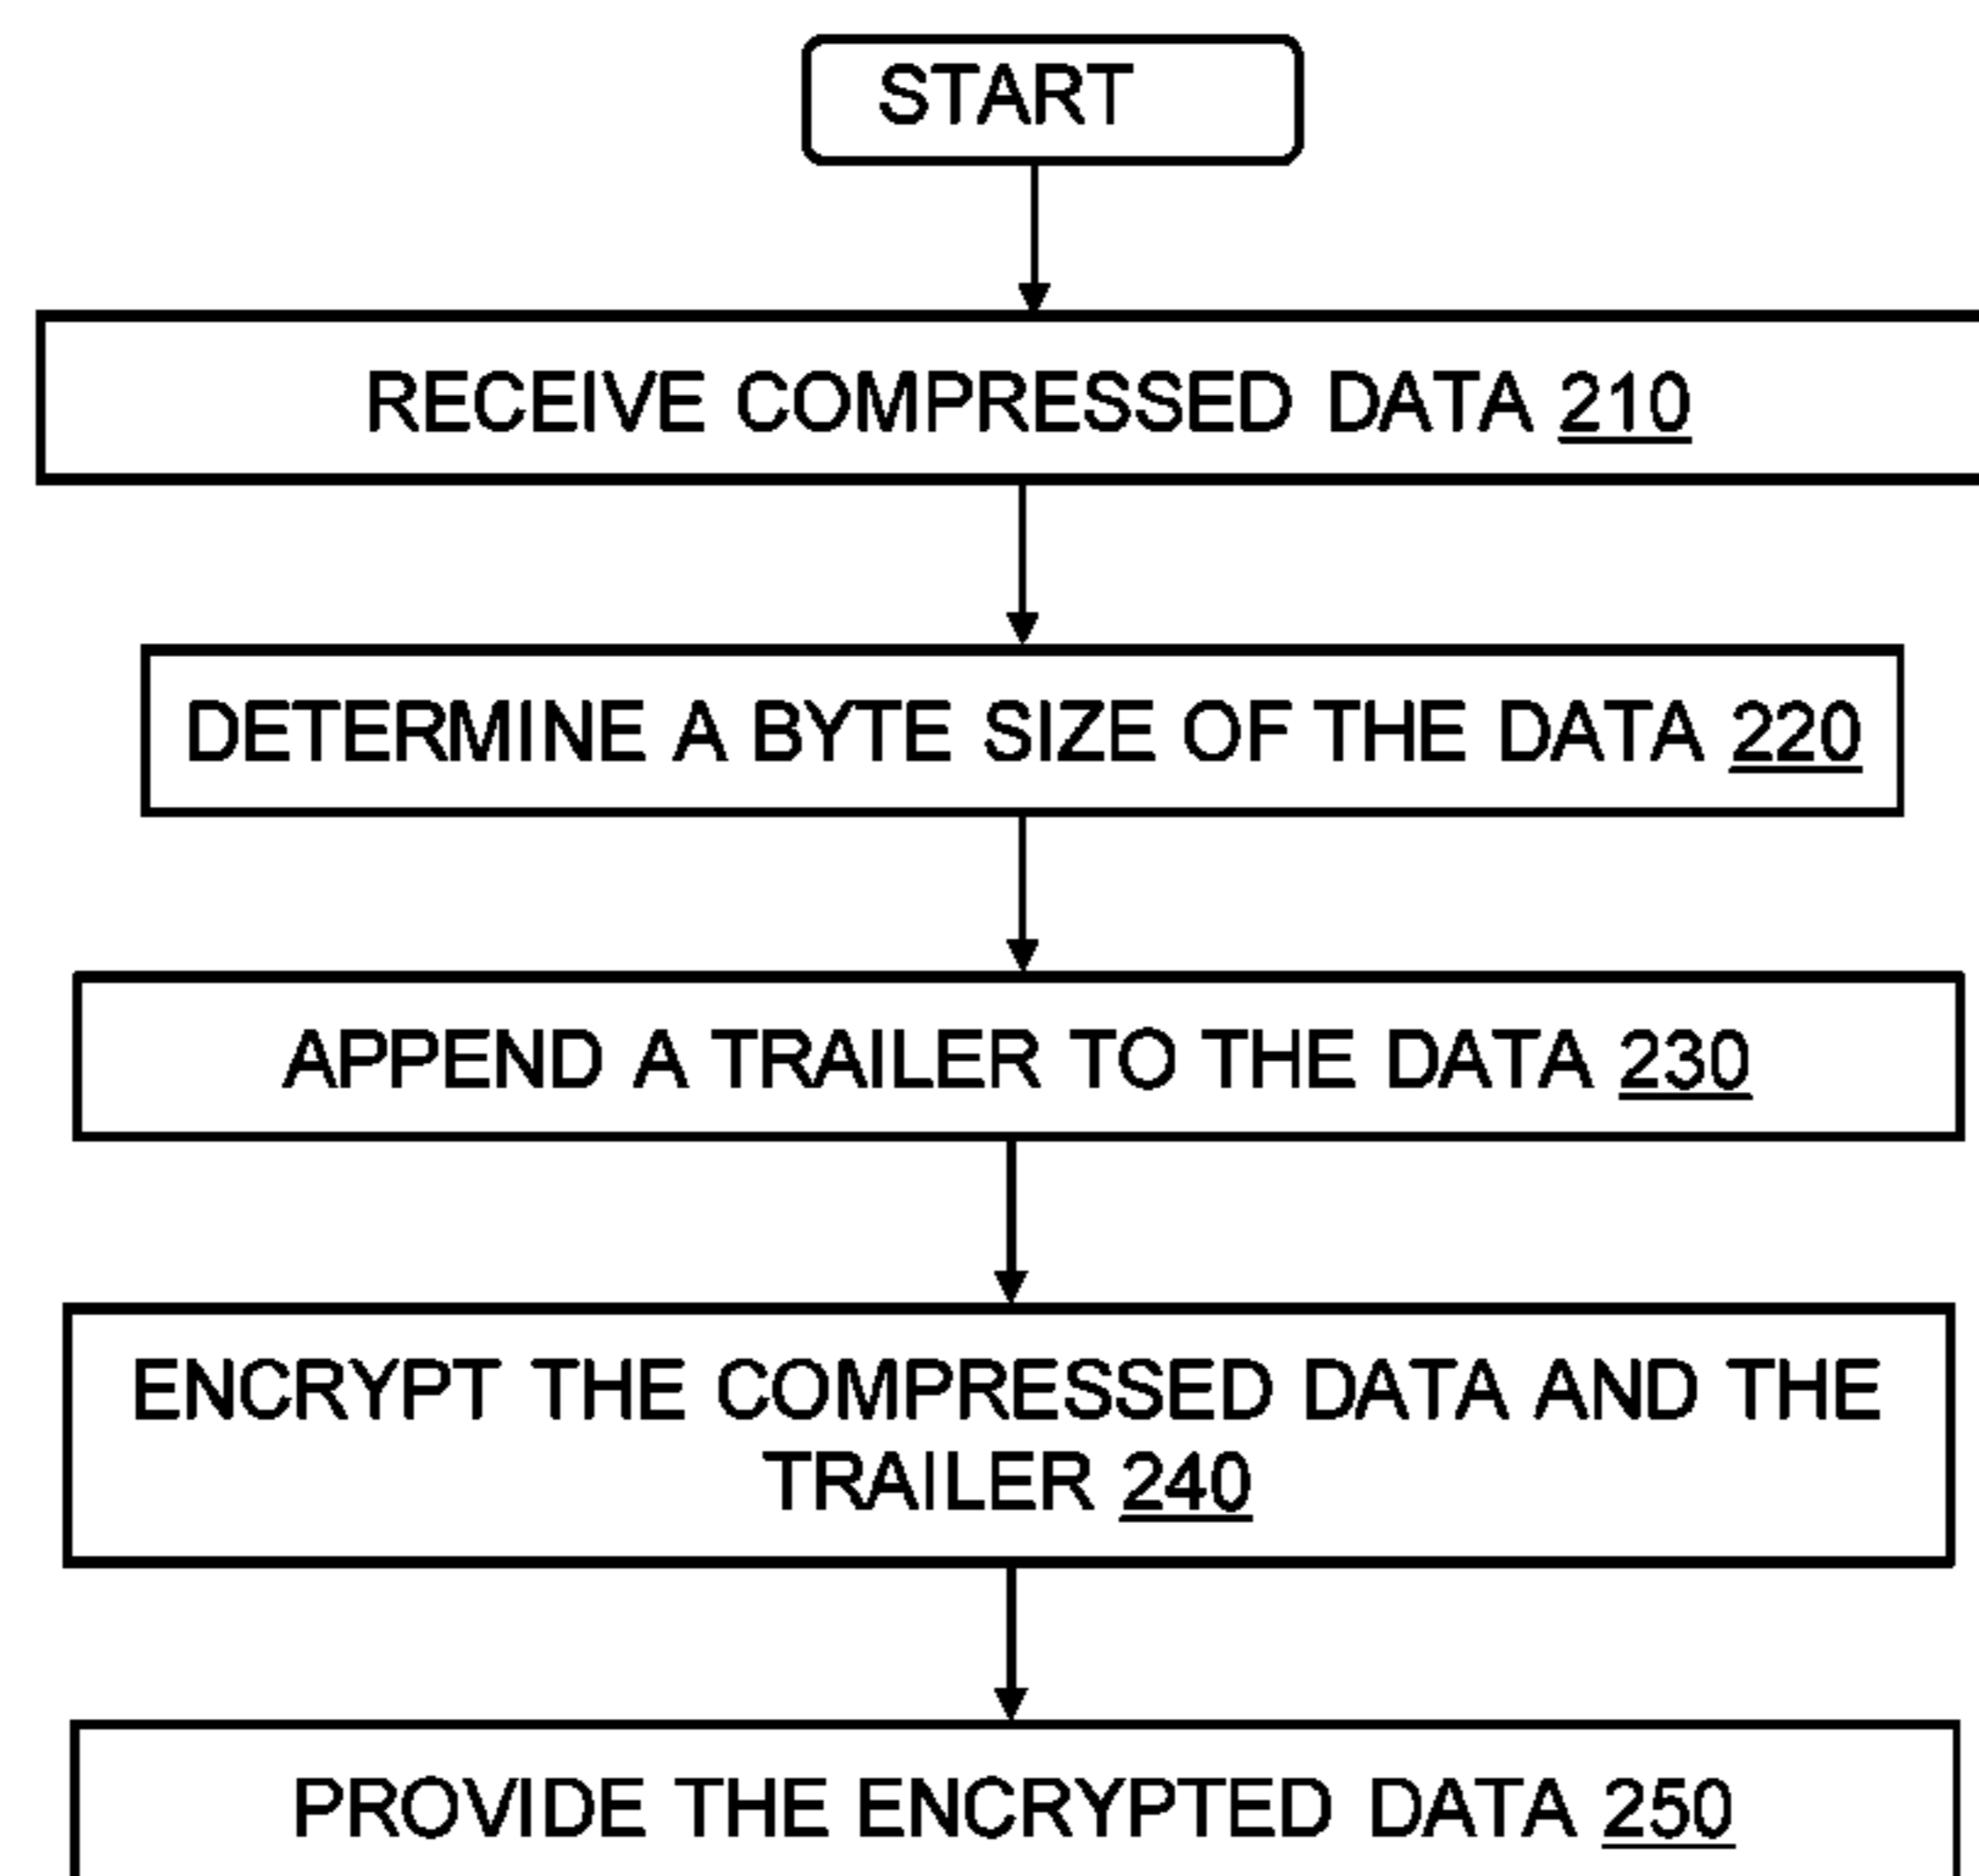 START
RECEIVE COMPRESSED DATA 210
DETERMINE A BYTE SIZE OF THE DATA 220
APPEND A TRAILER TO THE DATA 230
ENCRYPT THE COMPRESSED DATA AND THE
TRAILER 240
PROVIDE THE ENCRYPTED DATA 250